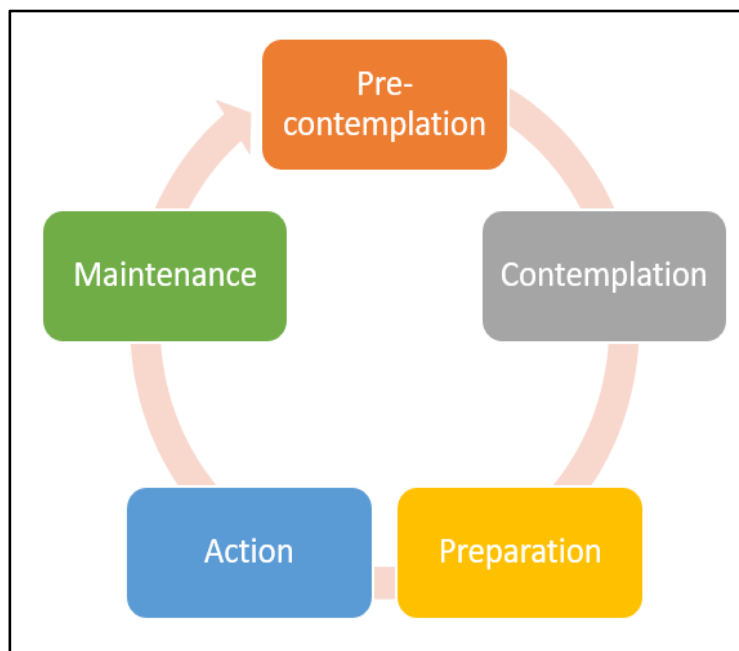 Pre-
contemplation
Contemplation
Preparation
Action
Maintenance